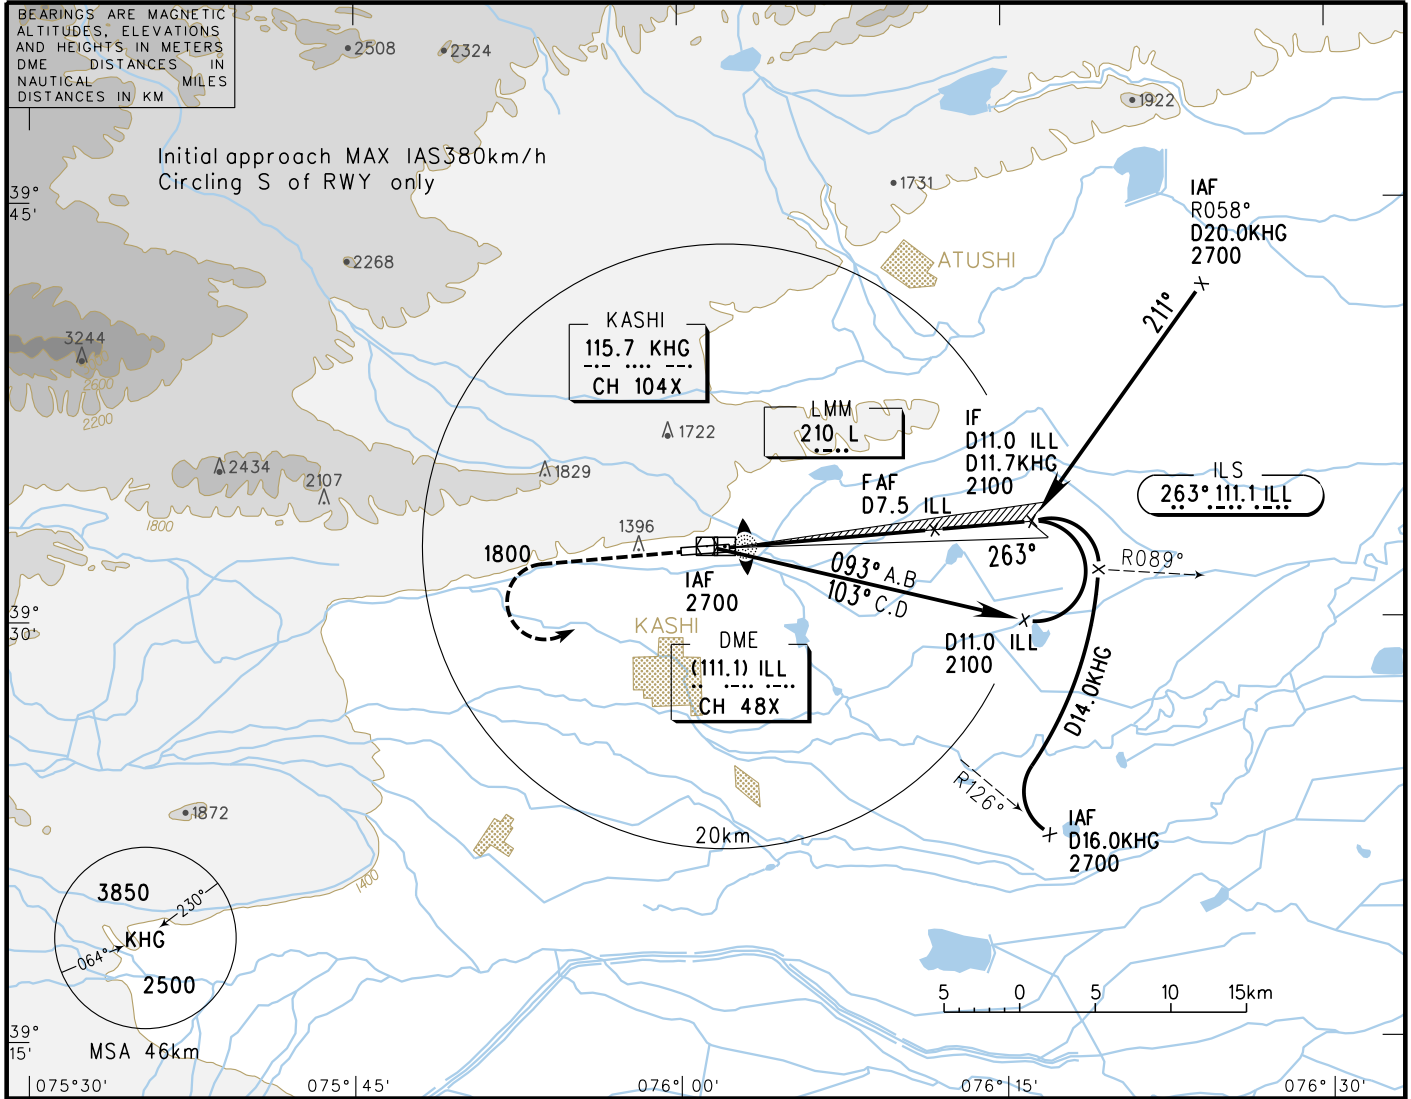 BEARINGS ARE MAGNETIC
ALTITUDES, ELEVATIONS
AND HEIGHTS IN METERS
DME DISTANCES IN
NAUTICAL MILES
DISTANCES IN KM
2508
2324
1922
Initial approach MAX IAS380km/h
Circling S of RWY only
1731
39°
45'
IAF
R058°
D20.0KHG
2700
2268
ATUSHI
211°
KASHI
115.7 KHG
CH 104X
3244
2600
2200
LMM
210 L
IF
D11.0 ILL
D11.7KHG
2100
1722
2434
1829
2107
ILS
263° 111.1 ILL
FAF
D7.5 ILL
1800
1396
1800
263°
R089°
093° A.B
103° C.D
IAF
2700
39°
30'
KASHI
DME
(111.1) ILL
CH 48X
D11.0 ILL
2100
D14.0KHG
R126°
1872
20km
IAF
D16.0KHG
2700
1400
3850
230°
KHG
064°
2500
5 0 5 10 15km
39°
15'
MSA 46km
075°30' 075°45' 076°00' 076°15' 076°30'